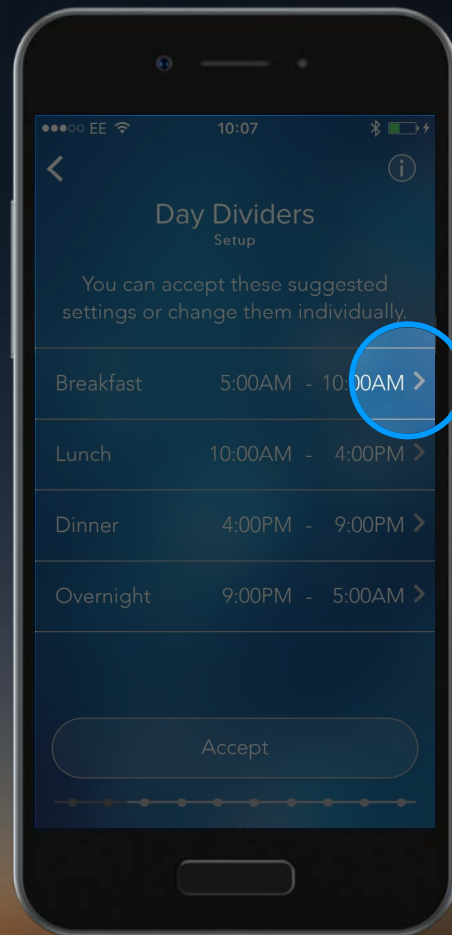 EE 10:07
i
Day Dividers
Setup
You can accept these suggested
settings or change them individually.
Breakfast 5:00AM - 10:00AM >
Lunch 10:00AM - 4:00PM >
Dinner 4:00PM - 9:00PM >
Overnight 9:00PM - 5:00AM >
Accept